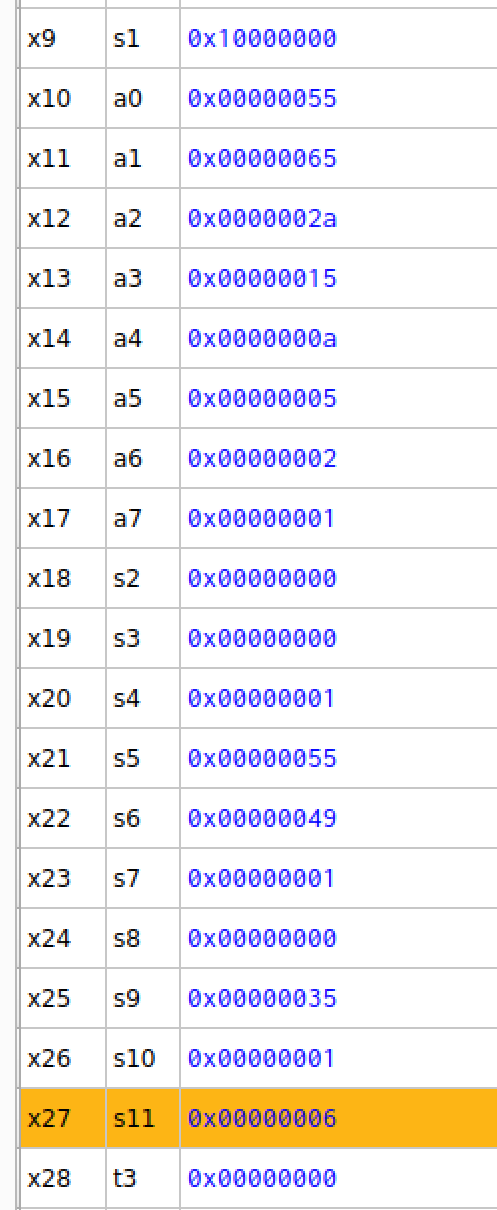 x9 s1 0x10000000
x10 a0 0x00000055
x11 a1 0x00000065
x12 a2 0x0000002a
x13 a3 0x00000015
x14 a4 0x0000000a
x15 a5 0x00000005
x16 a6 0x00000002
x17 a7 0x00000001
x18 s2 0x00000000
x19 s3 0x00000000
x20 s4 0x00000001
x21 s5 0x00000055
x22 s6 0x00000049
x23 s7 0x00000001
x24 s8 0x00000000
x25 s9 0x00000035
x26 s10 0x00000001
x27 s11 0x00000006
x28 t3 0x00000000